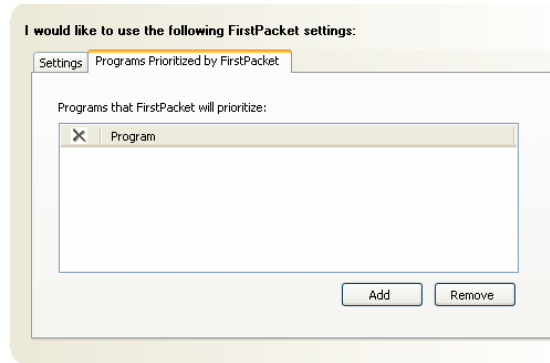 I would like to use the following FirstPacket settings:
Settings
Programs Prioritized by FirstPacket
Programs that FirstPacket will prioritize:
Program
Add
Remove